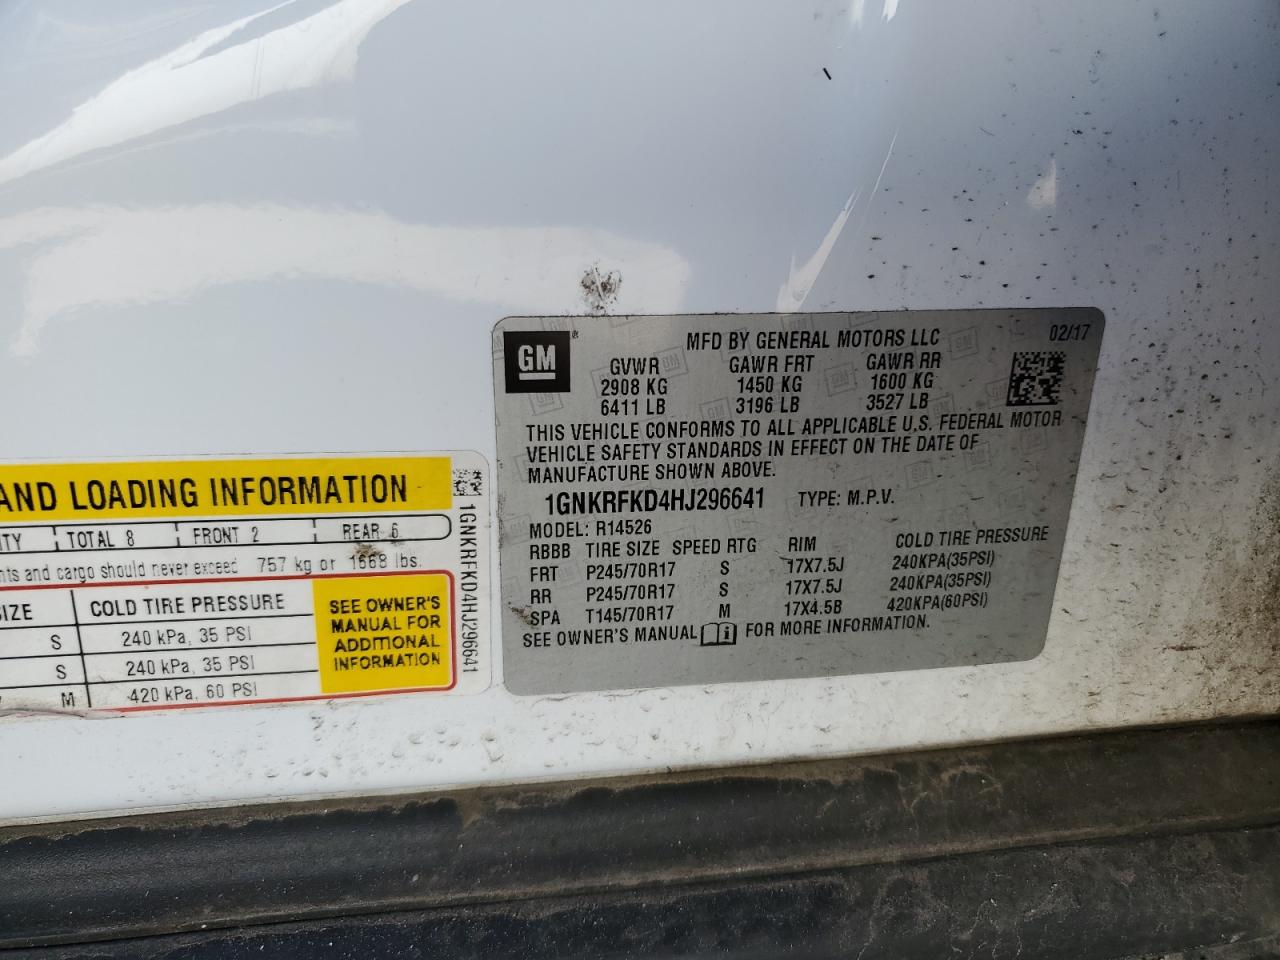 GM
MFD BY GENERAL MOTORS LLC 02/17
GVWR GAWR FRT GAWR RR
2908 KG 1450 KG 1600 KG
6411 LB 3196 LB 3527 LB
THIS VEHICLE CONFORMS TO ALL APPLICABLE U.S. FEDERAL MOTOR
VEHICLE SAFETY STANDARDS IN EFFECT ON THE DATE OF
MANUFACTURE SHOWN ABOVE.
1GNKRFKD4HJ296641 TYPE: M.P.V.
MODEL: R14526
RBBB TIRE SIZE SPEED RTG RIM COLD TIRE PRESSURE
FRT P245/70R17 S 17X7.5J 240KPA(35PSI)
RR P245/70R17 S 17X7.5J 240KPA(35PSI)
SPA T145/70R17 M 17X4.5B 420KPA(60PSI)
SEE OWNER'S MANUAL FOR MORE INFORMATION.
AND LOADING INFORMATION
TOTAL 8 FRONT 2 REAR 6
and cargo should never exceed 757 kg or 1668 lbs.
SIZE COLD TIRE PRESSURE
S 240 kPa, 35 PSI
S 240 kPa, 35 PSI
M 420 kPa, 60 PSI
SEE OWNER'S
MANUAL FOR
ADDITIONAL
INFORMATION
1GNKRFKD4HJ296641